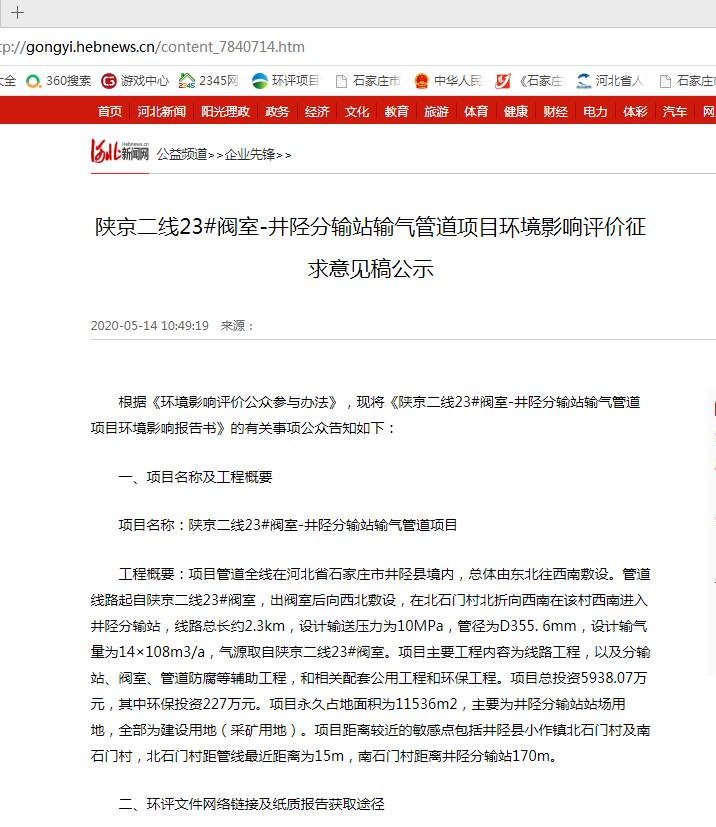 tp://gongyi.hebnews.cn/content_7840714.htm
大全 360搜索 游戏中心 2345网 环评项目 石家庄市 中华人民 《石家庄 河北省人 石家庄市
首页 河北新闻 阳光理政 政务 经济 文化 教育 旅游 体育 健康 财经 电力 体彩 汽车 网
河北新闻网 Hebnews.cn 公益频道>>企业先锋>>
陕京二线23#阀室-井陉分输站输气管道项目环境影响评价征
求意见稿公示
2020-05-14 10:49:19 来源：
根据《环境影响评价公众参与办法》，现将《陕京二线23#阀室-井陉分输站输气管道
项目环境影响报告书》的有关事项公众告知如下：
一、项目名称及工程概要
项目名称：陕京二线23#阀室-井陉分输站输气管道项目
工程概要：项目管道全线在河北省石家庄市井陉县境内，总体由东北往西南敷设。管道
线路起自陕京二线23#阀室，出阀室后向西北敷设，在北石门村北折向西南在该村西南进入
井陉分输站，线路总长约2.3km，设计输送压力为10MPa，管径为D355. 6mm，设计输气
量为14×108m3/a，气源取自陕京二线23#阀室。项目主要工程内容为线路工程，以及分输
站、阀室、管道防腐等辅助工程，和相关配套公用工程和环保工程。项目总投资5938.07万
元，其中环保投资227万元。项目永久占地面积为11536m2，主要为井陉分输站站场用
地，全部为建设用地（采矿用地）。项目距离较近的敏感点包括井陉县小作镇北石门村及南
石门村，北石门村距管线最近距离为15m，南石门村距离井陉分输站170m。
二、环评文件网络链接及纸质报告获取途径